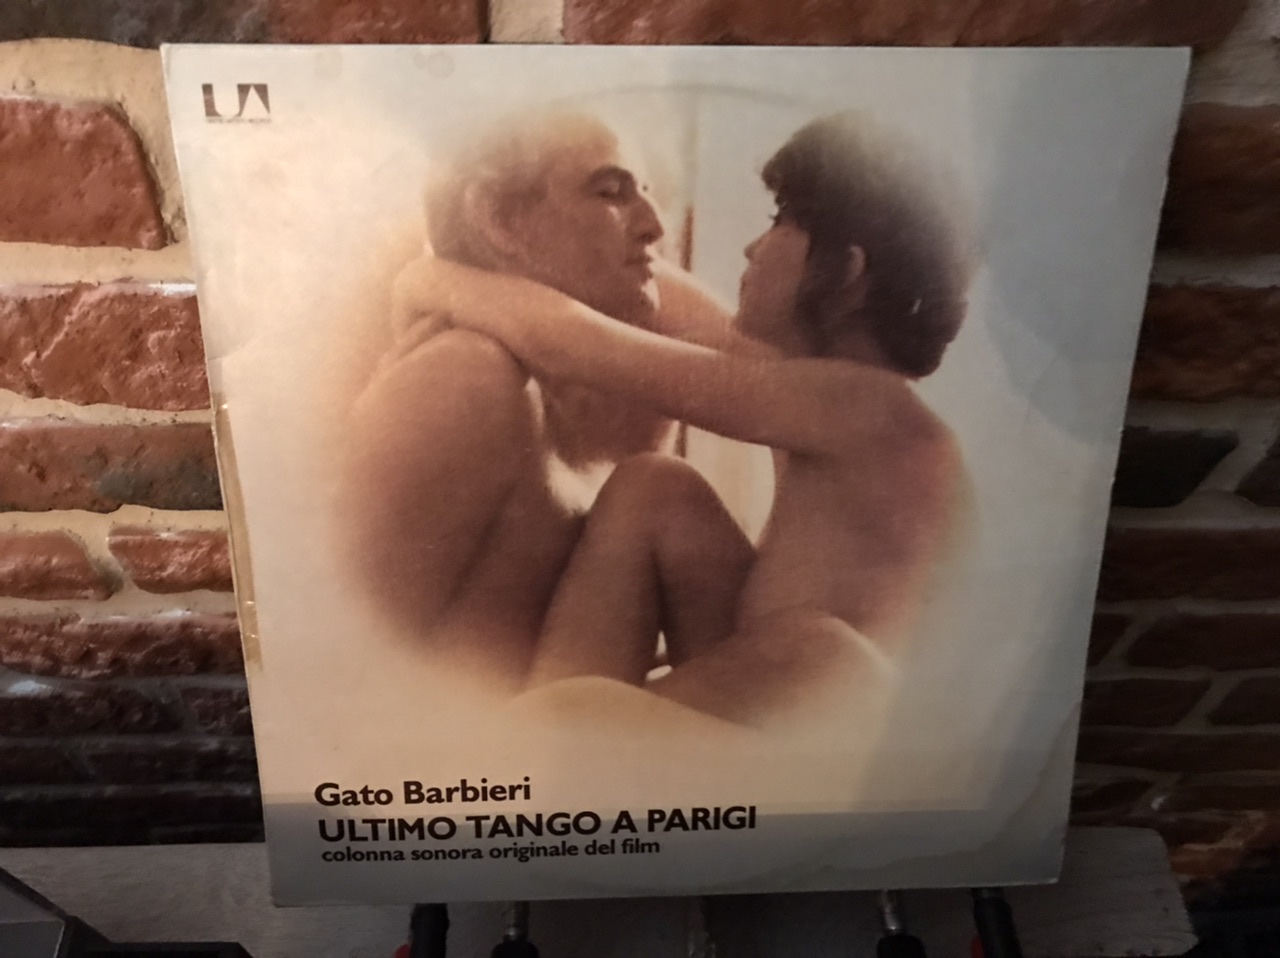 UA
Gato Barbieri
ULTIMO TANGO A PARIGI
colonna sonora originale del film